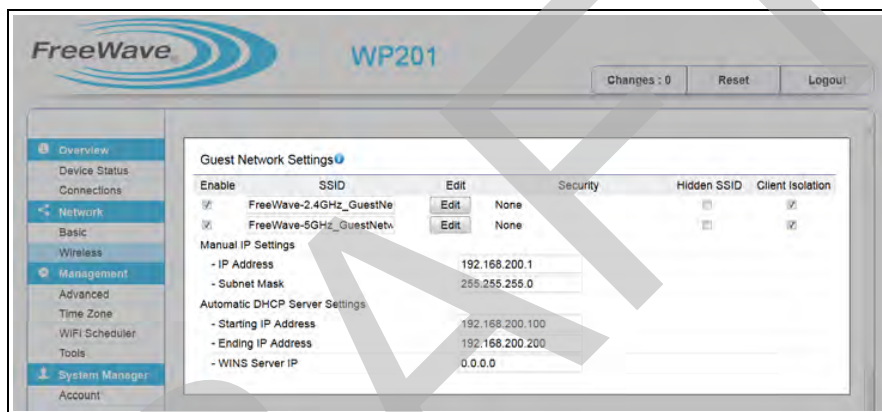 FreeWave
WP201
Changes : 0 Reset Logout
Overview
Device Status
Connections
Network
Basic
Wireless
Management
Advanced
Time Zone
WiFi Scheduler
Tools
System Manager
Account
Guest Network Settings
Enable SSID Edit Security Hidden SSID Client Isolation
FreeWave-2.4GHz_GuestNe Edit None
FreeWave-5GHz_GuestNetw Edit None
Manual IP Settings
- IP Address 192.168.200.1
- Subnet Mask 255.255.255.0
Automatic DHCP Server Settings
- Starting IP Address 192.168.200.100
- Ending IP Address 192.168.200.200
- WINS Server IP 0.0.0.0